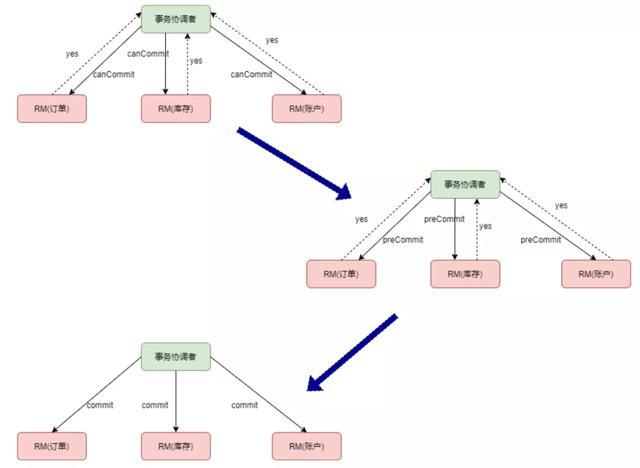 事务协调者
yes
canCommit
yes
canCommit
canCommit
yes
RM(订单)
RM(库存)
RM(账户)
事务协调者
yes
preCommit
yes
preCommit
preCommit
yes
RM(订单)
RM(库存)
RM(账户)
事务协调者
commit
commit
commit
RM(订单)
RM(库存)
RM(账户)